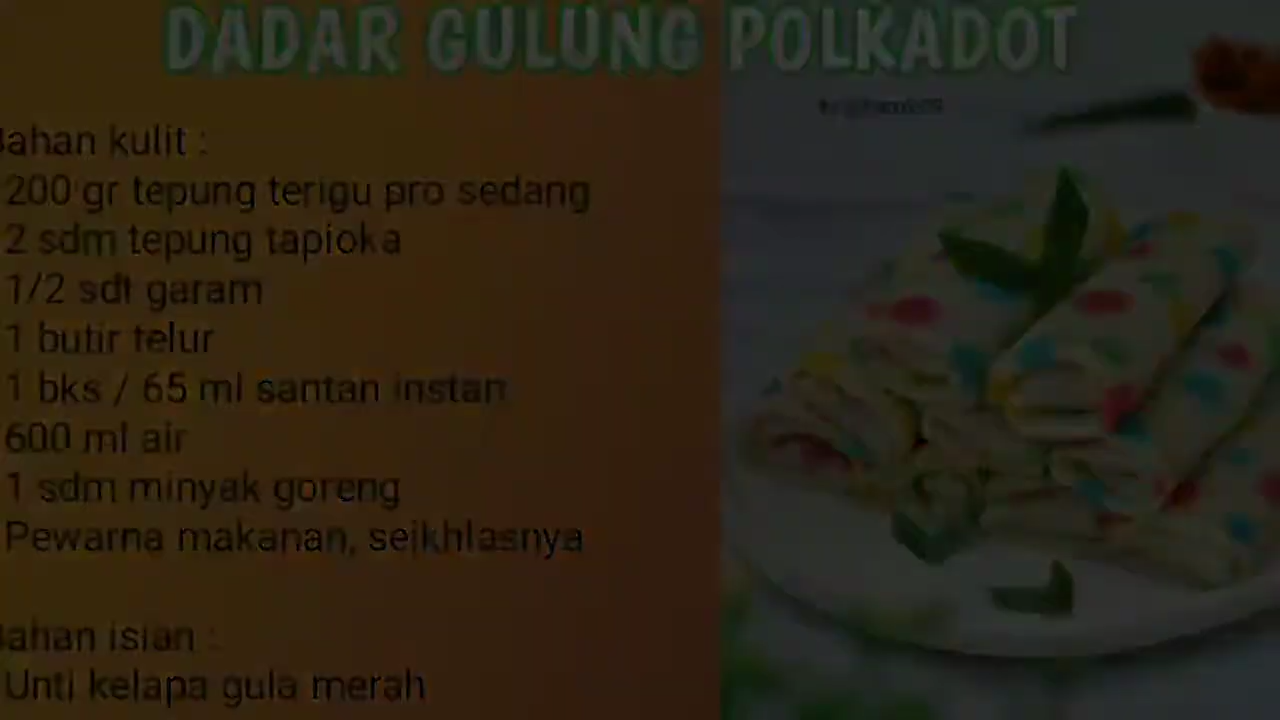 DADAR GULUNG POLKADOT
Bahan kulit :
200 gr tepung terigu pro sedang
2 sdm tepung tapioka
1/2 sdt garam
1 butir telur
1 bks / 65 ml santan instan
600 ml air
1 sdm minyak goreng
Pewarna makanan, seikhlasnya
Bahan isian :
Unti kelapa gula merah